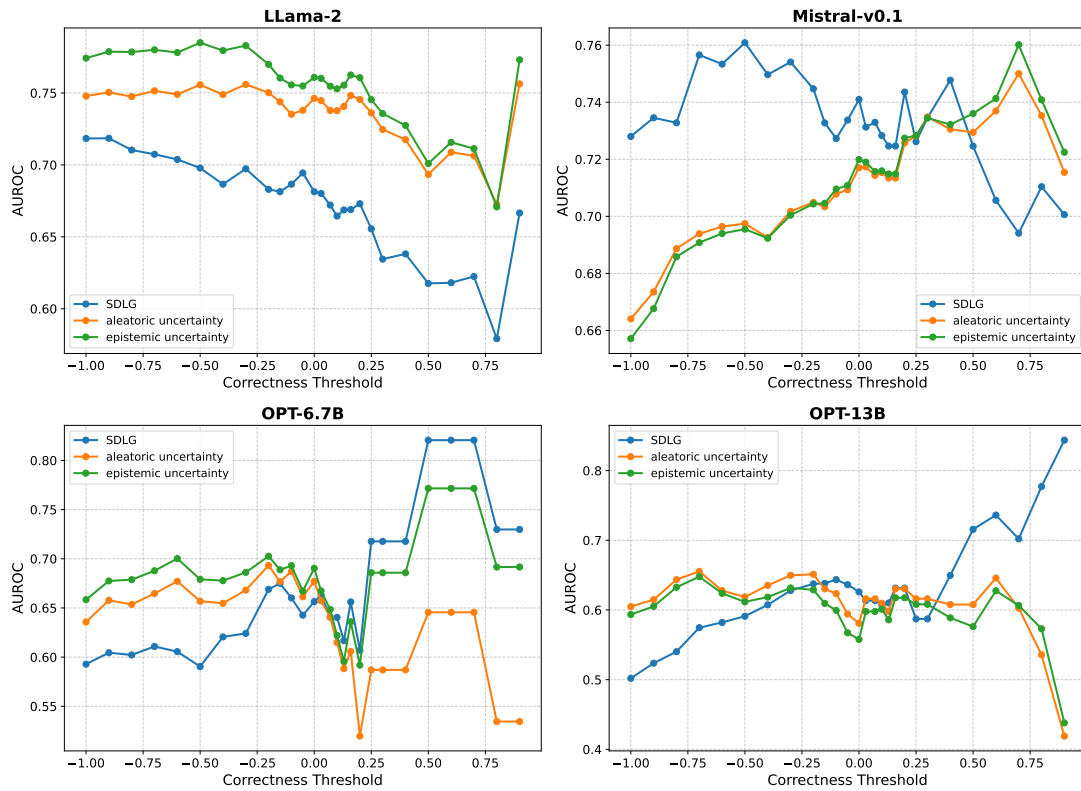 LLama-2
AUROC
0.75
0.70
0.65
0.60
SDLG
aleatoric uncertainty
epistemic uncertainty
−1.00 −0.75 −0.50 −0.25 0.00 0.25 0.50 0.75
Correctness Threshold
Mistral-v0.1
AUROC
0.76
0.74
0.72
0.70
0.68
0.66
SDLG
aleatoric uncertainty
epistemic uncertainty
−1.00 −0.75 −0.50 −0.25 0.00 0.25 0.50 0.75
Correctness Threshold
OPT-6.7B
SDLG
aleatoric uncertainty
epistemic uncertainty
AUROC
0.80
0.75
0.70
0.65
0.60
0.55
−1.00 −0.75 −0.50 −0.25 0.00 0.25 0.50 0.75
Correctness Threshold
OPT-13B
SDLG
aleatoric uncertainty
epistemic uncertainty
AUROC
0.8
0.7
0.6
0.5
0.4
−1.00 −0.75 −0.50 −0.25 0.00 0.25 0.50 0.75
Correctness Threshold